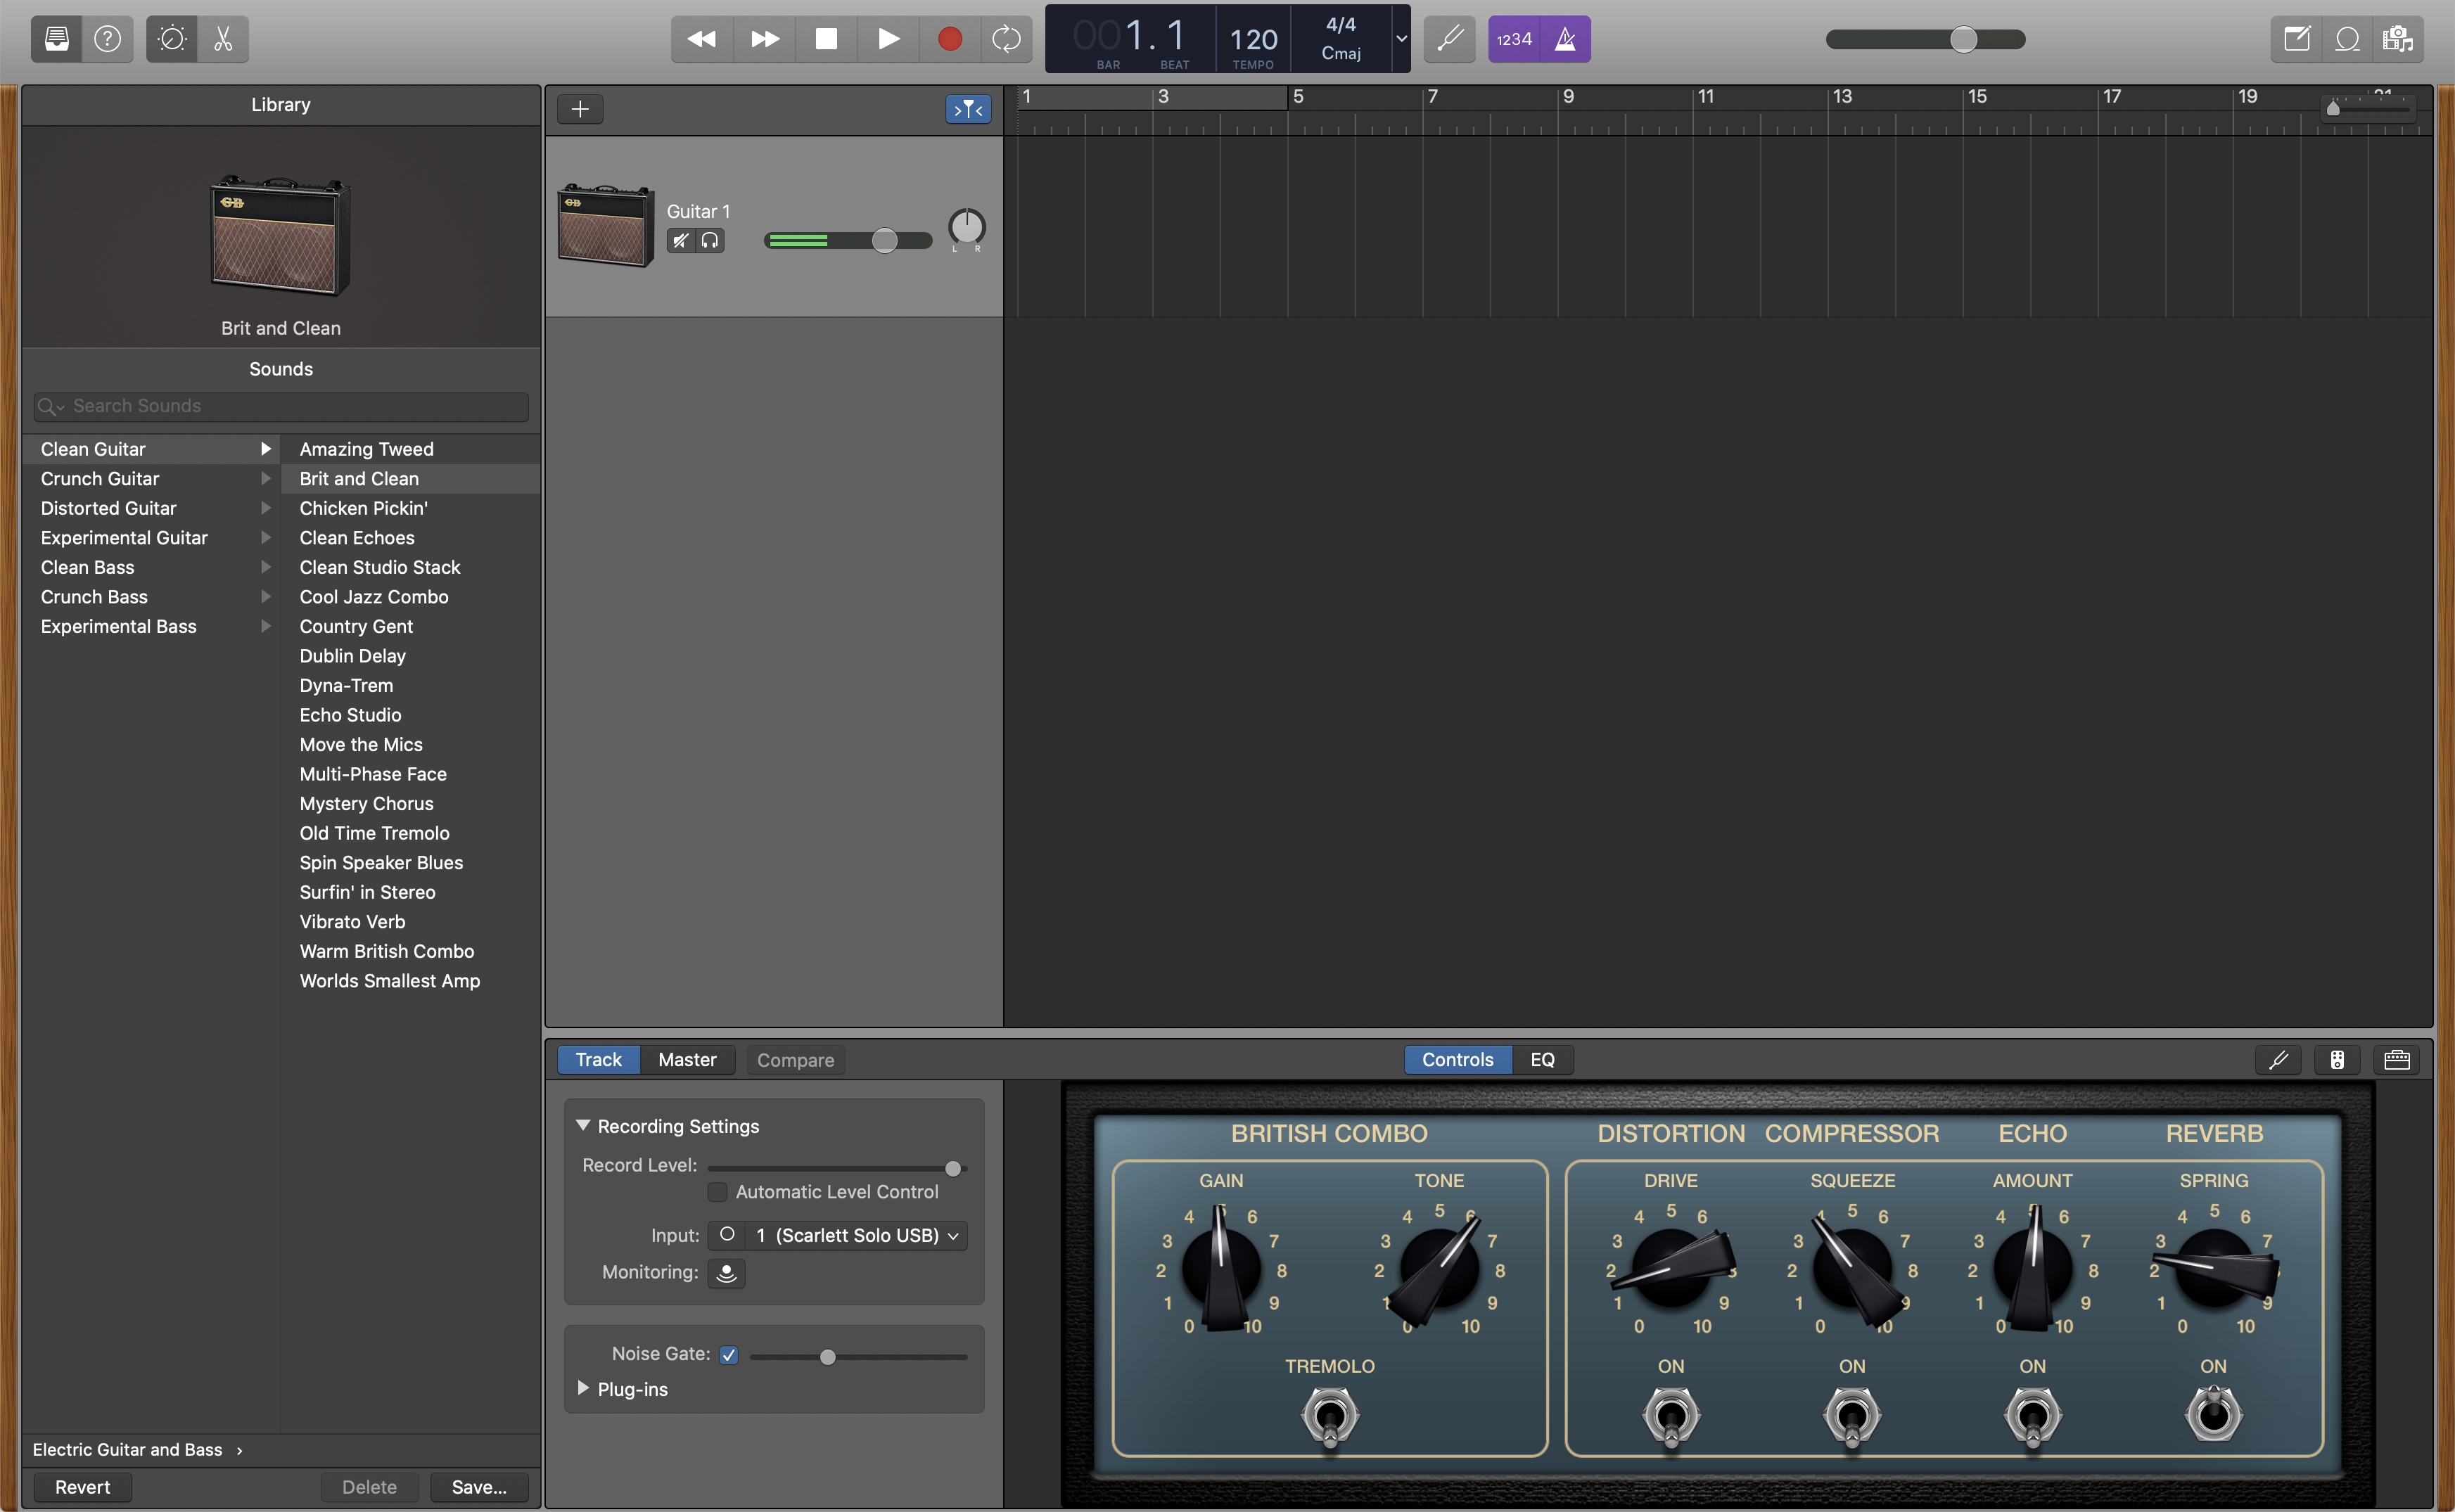 001. 1
BAR BEAT
120
TEMPO
4/4
Cmaj
1234
Library
GB
Brit and Clean
Sounds
Search Sounds
Clean Guitar
Crunch Guitar
Distorted Guitar
Experimental Guitar
Clean Bass
Crunch Bass
Experimental Bass
Amazing Tweed
Brit and Clean
Chicken Pickin'
Clean Echoes
Clean Studio Stack
Cool Jazz Combo
Country Gent
Dublin Delay
Dyna-Trem
Echo Studio
Move the Mics
Multi-Phase Face
Mystery Chorus
Old Time Tremolo
Spin Speaker Blues
Surfin' in Stereo
Vibrato Verb
Warm British Combo
Worlds Smallest Amp
Electric Guitar and Bass ›
Revert Delete Save...
1 3 5 7 9 11 13 15 17 19 21
GB
Guitar 1
L R
Track Master Compare
Controls EQ
Recording Settings
Record Level:
Automatic Level Control
Input: 1 (Scarlett Solo USB)
Monitoring:
Noise Gate:
Plug-ins
BRITISH COMBO DISTORTION COMPRESSOR ECHO REVERB
GAIN TONE DRIVE SQUEEZE AMOUNT SPRING
0 1 2 3 4 5 6 7 8 9 10
0 1 2 3 4 5 6 7 8 9 10
0 1 2 3 4 5 6 7 8 9 10
0 1 2 3 4 5 6 7 8 9 10
0 1 2 3 4 5 6 7 8 9 10
0 1 2 3 4 5 6 7 9 10
TREMOLO ON ON ON ON